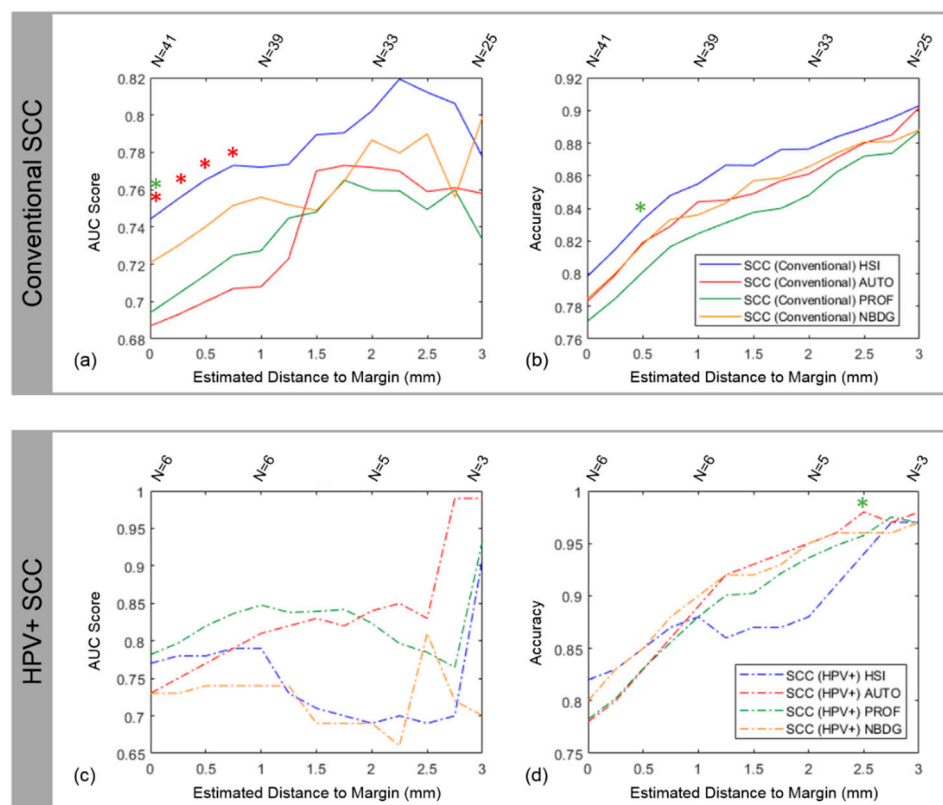 Conventional SCC
N=41
N=39
N=33
N=25
0.82
0.8
0.78
0.76
0.74
0.72
0.7
0.68
AUC Score
* * * * *
0 0.5 1 1.5 2 2.5 3
(a)
Estimated Distance to Margin (mm)
N=41
N=39
N=33
N=25
0.92
0.9
0.88
0.86
0.84
0.82
0.8
0.78
0.76
Accuracy
*
SCC (Conventional) HSI
SCC (Conventional) AUTO
SCC (Conventional) PROF
SCC (Conventional) NBDG
0 0.5 1 1.5 2 2.5 3
(b)
Estimated Distance to Margin (mm)
HPV+ SCC
N=6
N=6
N=5
N=3
1
0.95
0.9
0.85
0.8
0.75
0.7
0.65
AUC Score
0 0.5 1 1.5 2 2.5 3
(c)
Estimated Distance to Margin (mm)
N=6
N=6
N=5
N=3
1
0.95
0.9
0.85
0.8
0.75
Accuracy
*
SCC (HPV+) HSI
SCC (HPV+) AUTO
SCC (HPV+) PROF
SCC (HPV+) NBDG
0 0.5 1 1.5 2 2.5 3
(d)
Estimated Distance to Margin (mm)